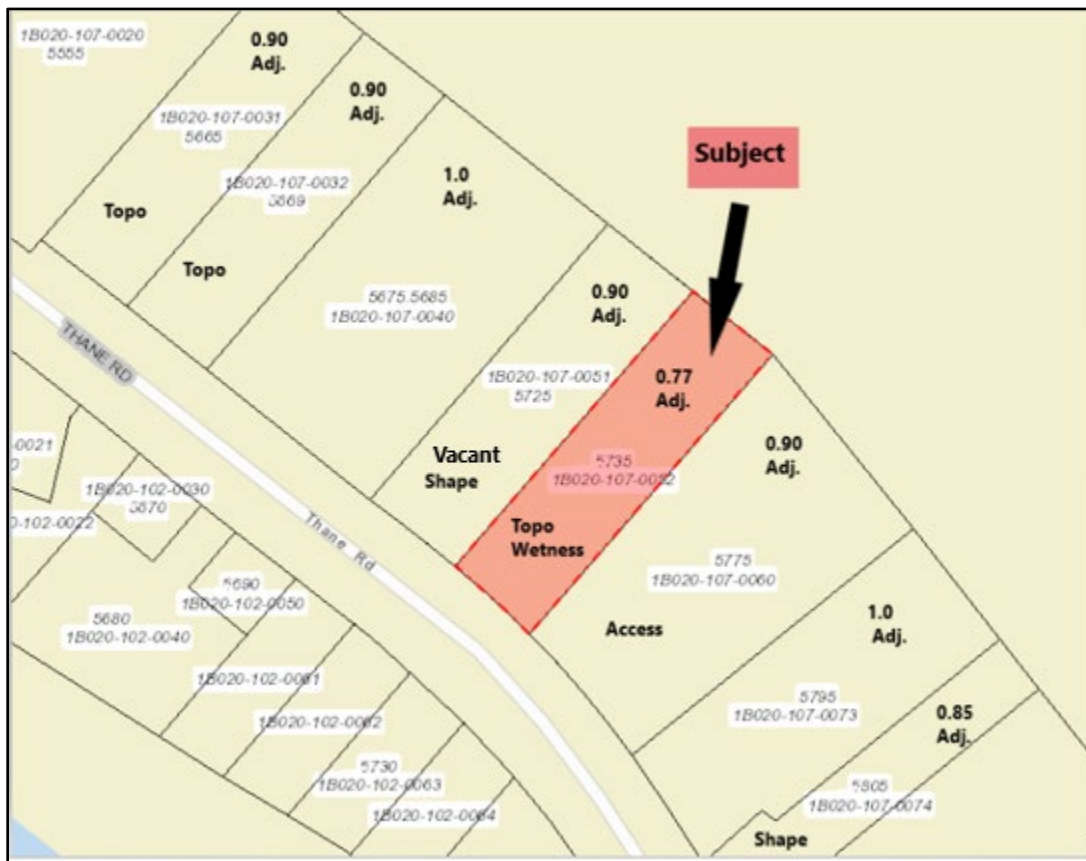 1B020-107-0020
5555
0.90
Adj.
0.90
Adj.
1B020-107-0031
5665
1B020-107-0032
5669
Topo
Topo
1.0
Adj.
5675 5685
1B020-107-0040
Subject
0.90
Adj.
1B020-107-0051
5725
Vacant
Shape
0.77
Adj.
5735
1B020-107-0052
Topo
Wetness
0.90
Adj.
5775
1B020-107-0060
Access
1.0
Adj.
5795
1B020-107-0073
0.85
Adj.
5805
1B020-107-0074
Shape
THANE RD
Thane Rd
-0021
1B020-102-0030
5670
0-102-0022
5690
1B020-102-0050
5680
1B020-102-0040
1B020-102-0061
1B020-102-0062
5730
1B020-102-0063
1B020-102-0064